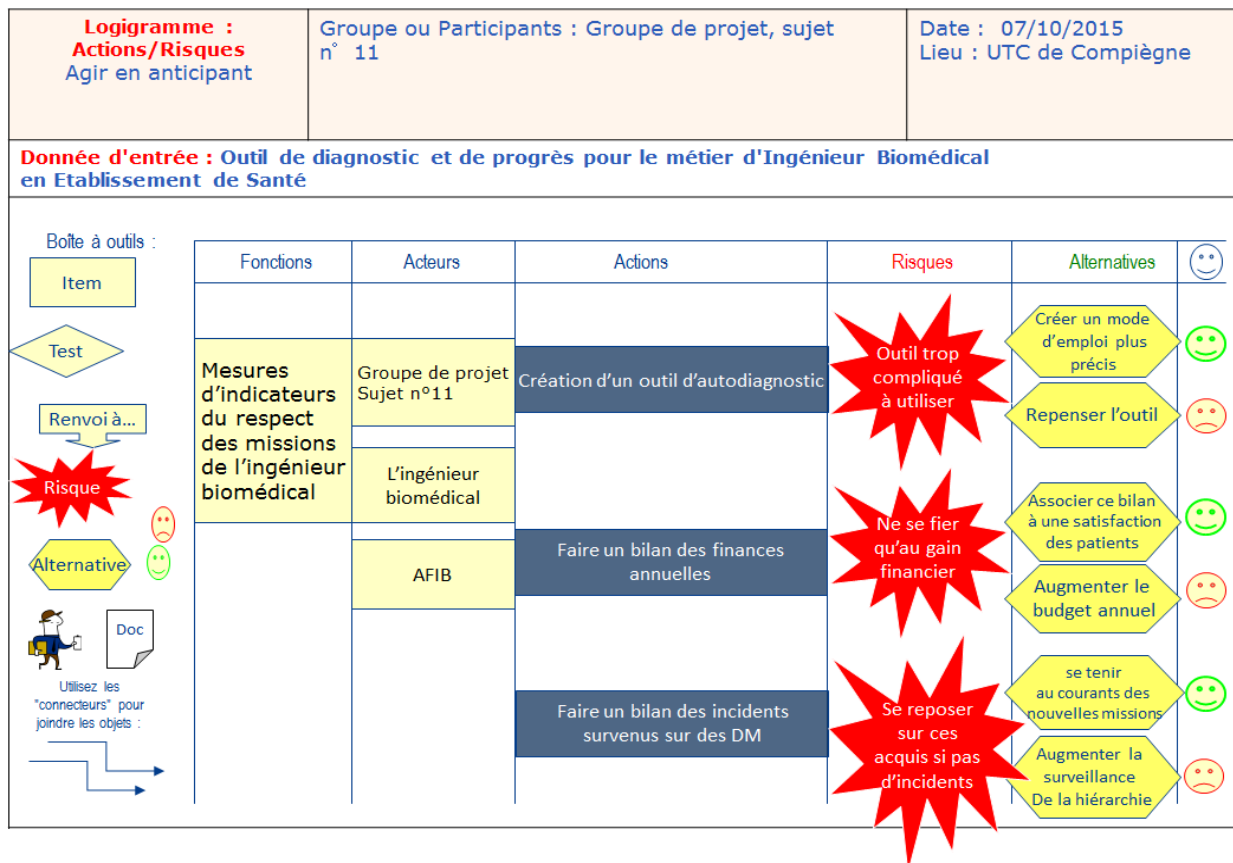 Logigramme :
Actions/Risques
Agir en anticipant
Groupe ou Participants : Groupe de projet, sujet
n° 11
Date : 07/10/2015
Lieu : UTC de Compiègne
Donnée d'entrée : Outil de diagnostic et de progrès pour le métier d'Ingénieur Biomédical
en Etablissement de Santé
Boîte à outils :
Item
Test
Renvoi à...
Risque
Alternative
Doc
Utilisez les
"connecteurs" pour
joindre les objets :
Fonctions
Acteurs
Actions
Risques
Alternatives
Mesures
d'indicateurs
du respect
des missions
de l'ingénieur
biomédical
Groupe de projet
Sujet n°11
L'ingénieur
biomédical
AFIB
Création d'un outil d'autodiagnostic
Faire un bilan des finances
annuelles
Faire un bilan des incidents
survenus sur des DM
Outil trop
compliqué
à utiliser
Ne se fier
qu'au gain
financier
Se reposer
sur ces
acquis si pas
d'incidents
Créer un mode
d'emploi plus
précis
Repenser l'outil
Associer ce bilan
à une satisfaction
des patients
Augmenter le
budget annuel
se tenir
au courants des
nouvelles missions
Augmenter la
surveillance
De la hiérarchie